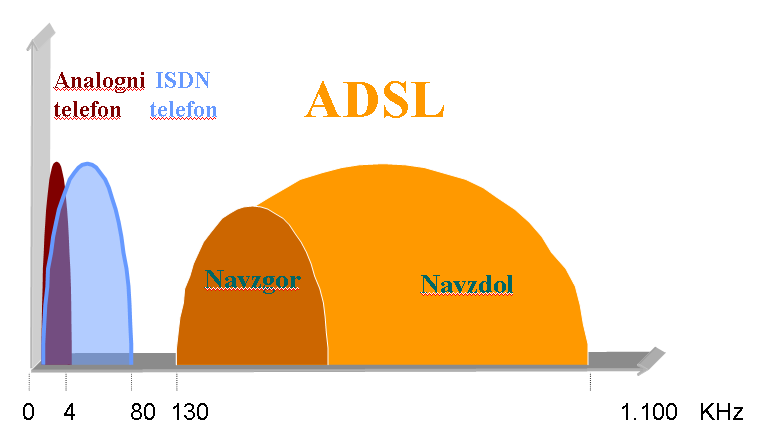 Analogni ISDN
telefon telefon
ADSL
Navzgor
Navzdol
0 4 80 130 1.100 KHz